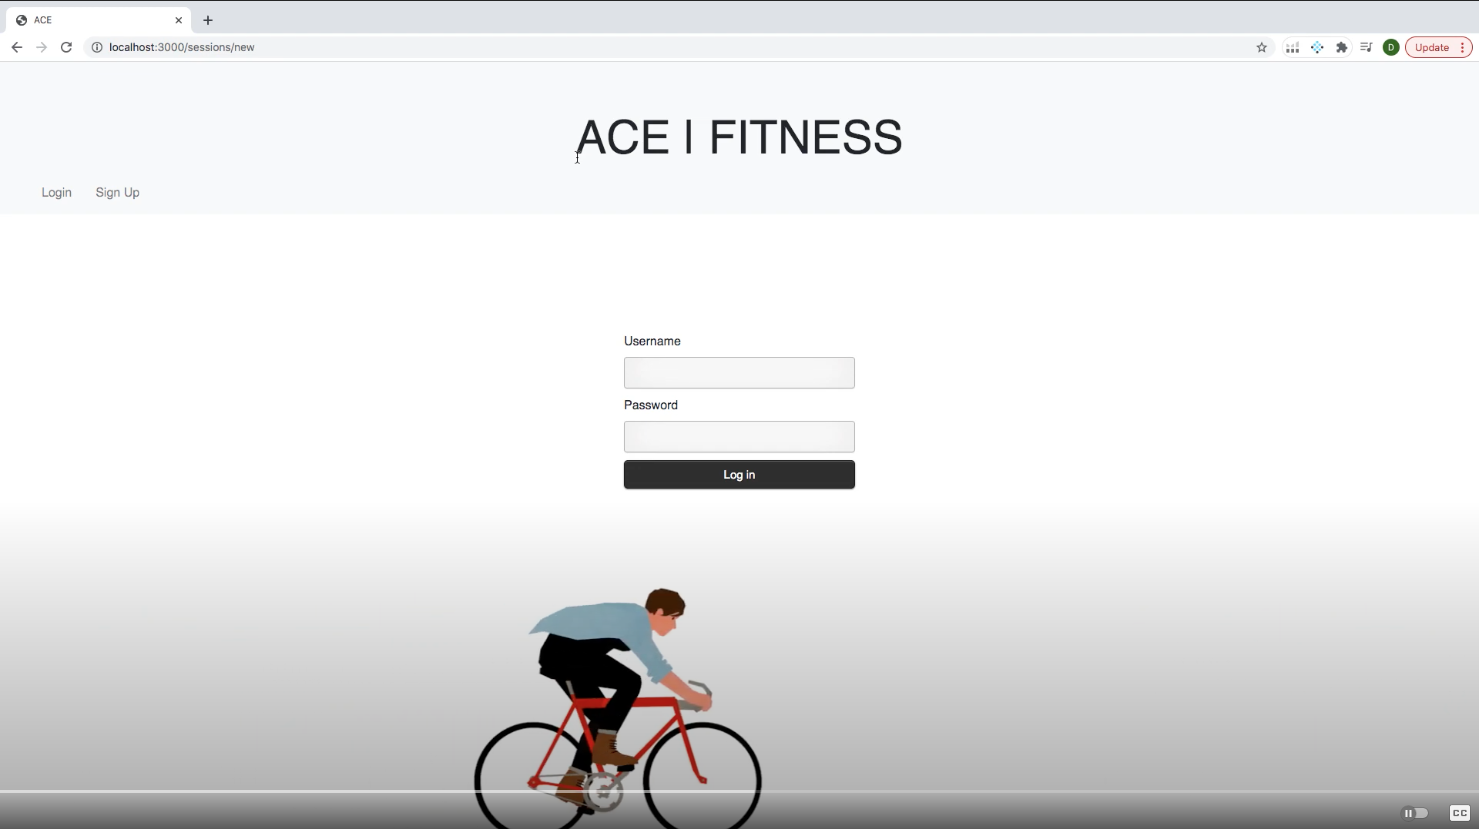 ACE
localhost:3000/sessions/new
D
Update
ACE | FITNESS
Login
Sign Up
Username
Password
Log in
CC